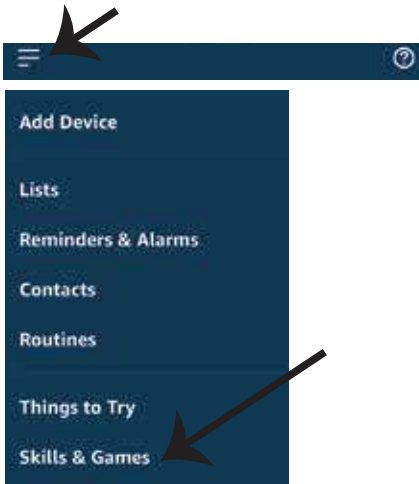 Add Device
Lists
Reminders & Alarms
Contacts
Routines
Things to Try
Skills & Games